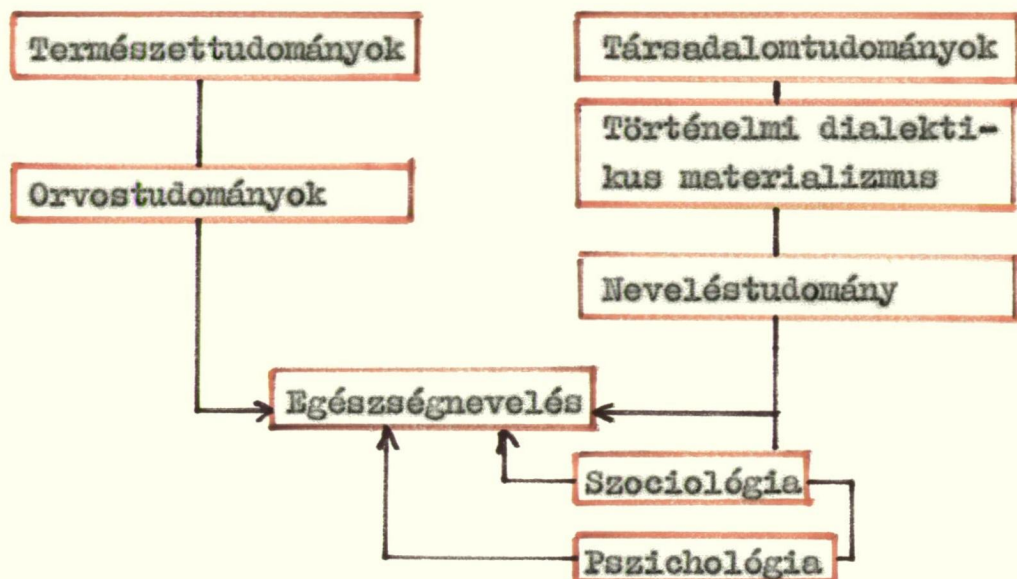 Természettudományok
Társadalomtudományok
Történelmi dialekti-
kus materializmus
Orvostudományok
Neveléstudomány
Egészségnevelés
Szociológia
Pszichológia